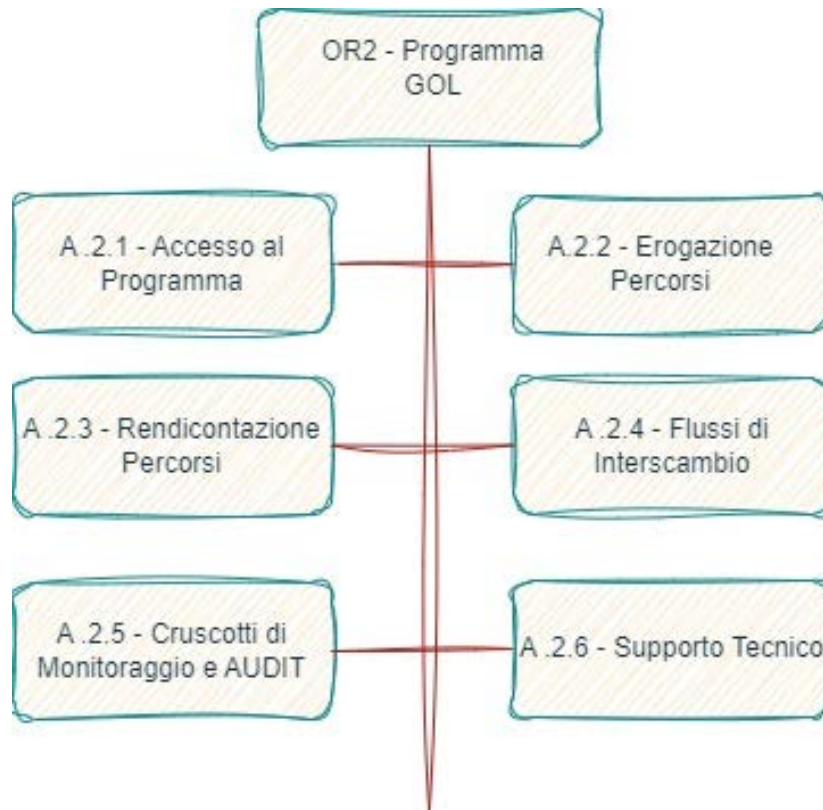 OR2 - Programma
GOL
A .2.1 - Accesso al
Programma
A.2.2 - Erogazione
Percorsi
A .2.3 - Rendicontazione
Percorsi
A .2.4 - Flussi di
Interscambio
A .2.5 - Cruscotti di
Monitoraggio e AUDIT
A .2.6 - Supporto Tecnico